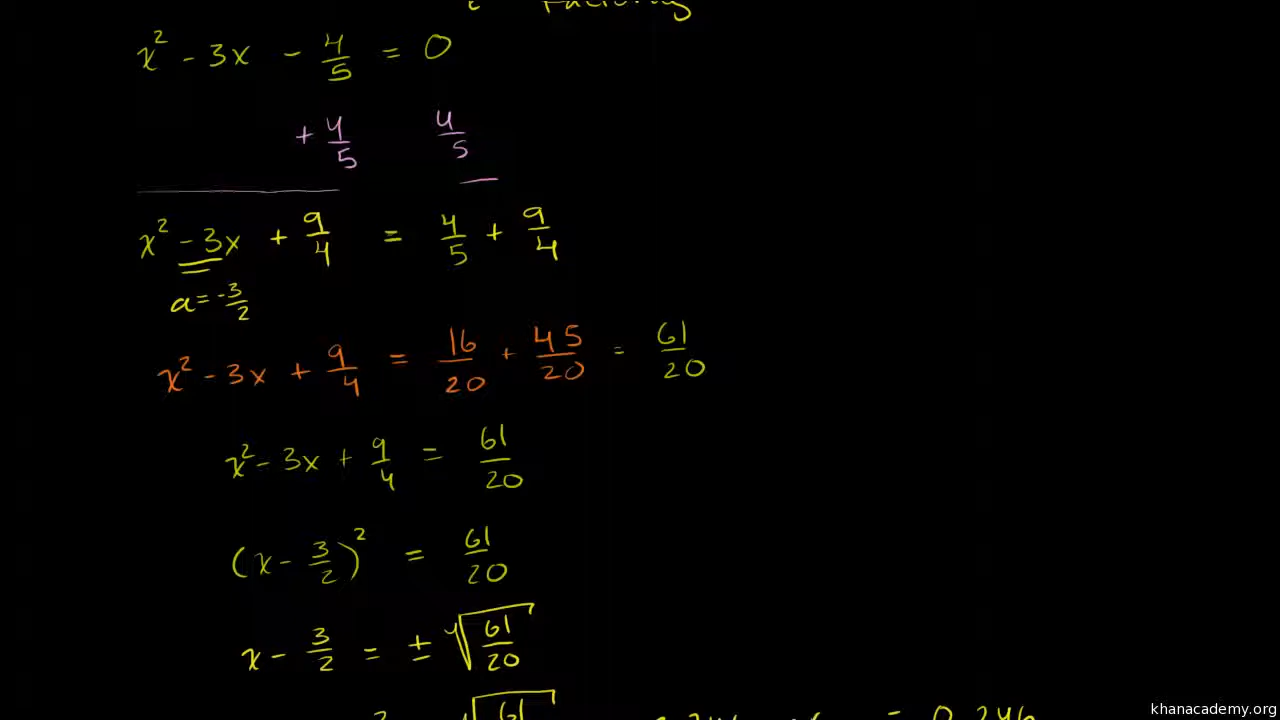 x² - 3x - 4/5 = 0
+ 4/5 4/5
x² - 3x + 9/4 = 4/5 + 9/4
a = -3/2
x² - 3x + 9/4 = 16/20 + 45/20 = 61/20
x² - 3x + 9/4 = 61/20
(x - 3/2)² = 61/20
x - 3/2 = ± √61/20
khanacademy.org